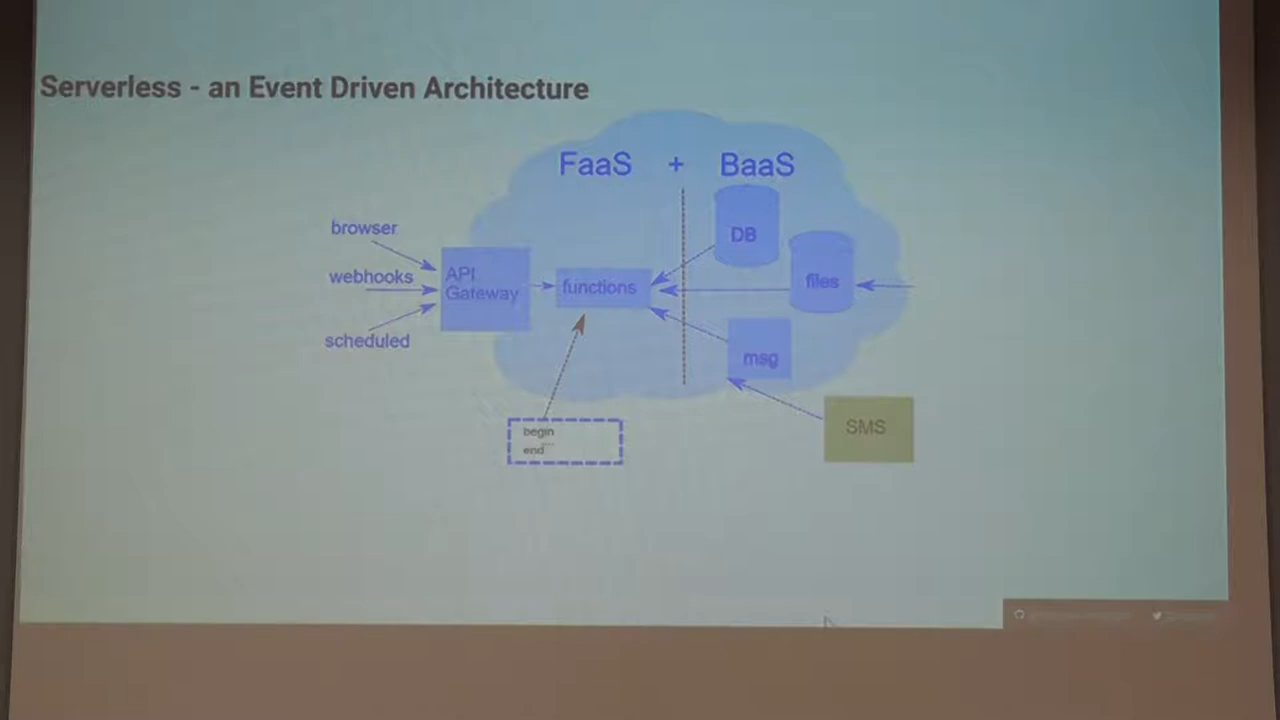 Serverless - an Event Driven Architecture
FaaS + BaaS
browser
webhooks
scheduled
API
Gateway
functions
DB
files
msg
SMS
begin
....
end